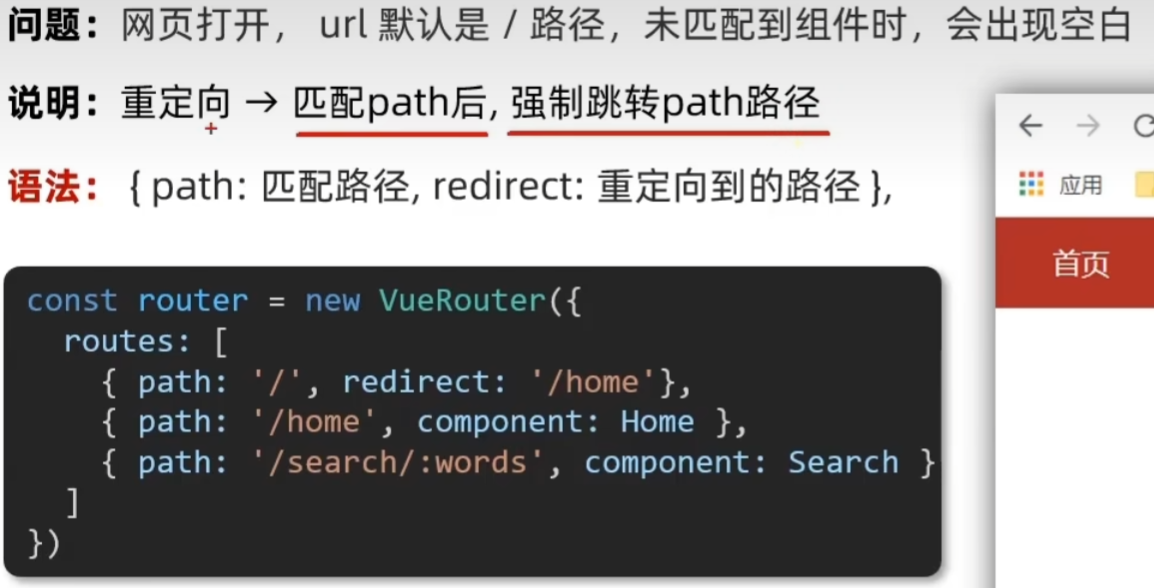 问题：网页打开， url 默认是 / 路径，未匹配到组件时，会出现空白
说明：重定向 → 匹配path后, 强制跳转path路径
语法： { path: 匹配路径, redirect: 重定向到的路径 },
const router = new VueRouter({
  routes: [
    { path: '/', redirect: '/home'},
    { path: '/home', component: Home },
    { path: '/search/:words', component: Search }
  ]
})
应用
首页